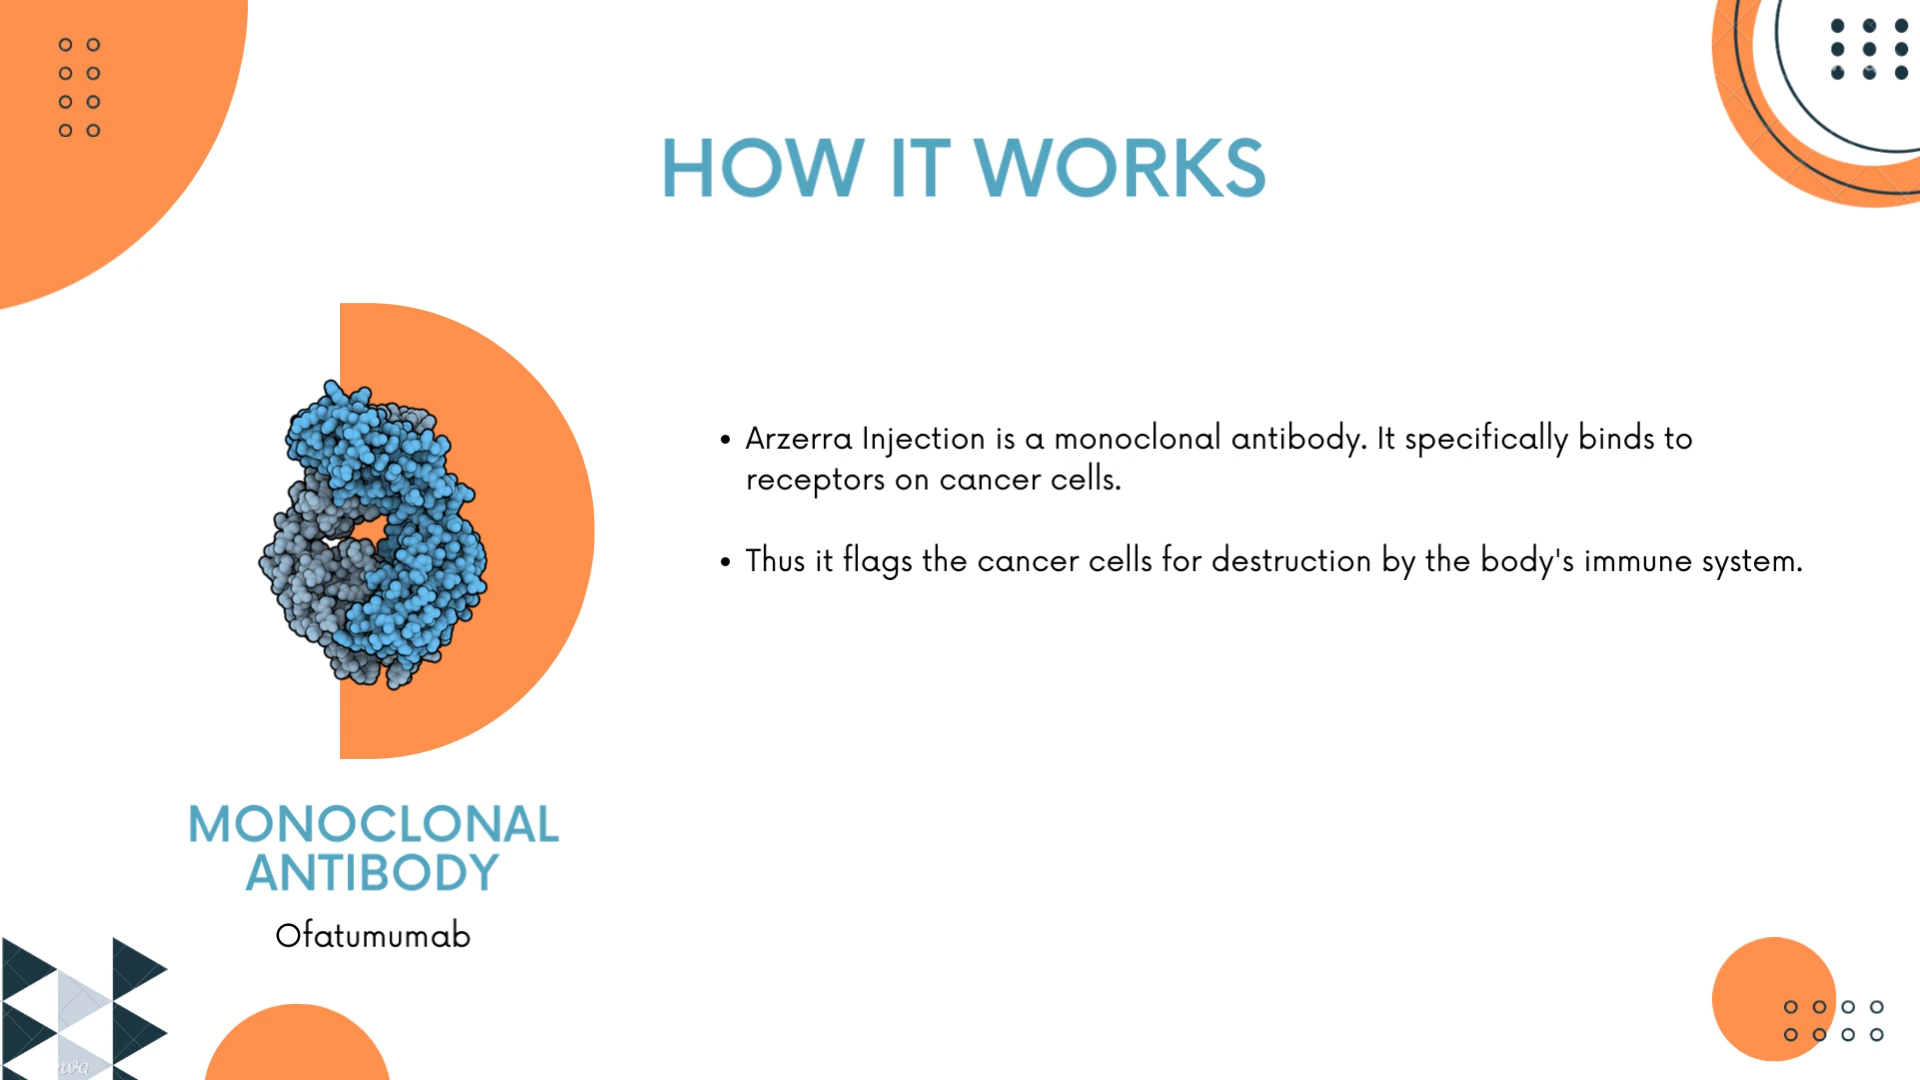 HOW IT WORKS
• Arzerra Injection is a monoclonal antibody. It specifically binds to
receptors on cancer cells.
• Thus it flags the cancer cells for destruction by the body's immune system.
MONOCLONAL
ANTIBODY
Ofatumumab